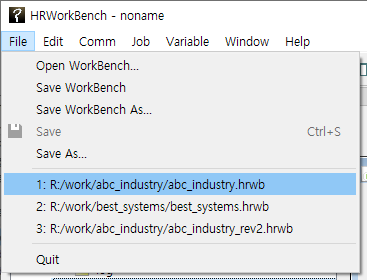 HRWorkBench - noname
File Edit Comm Job Variable Window Help
Open WorkBench...
Save WorkBench
Save WorkBench As...
Save Ctrl+S
Save As...
1: R:/work/abc_industry/abc_industry.hrwb
2: R:/work/best_systems/best_systems.hrwb
3: R:/work/abc_industry/abc_industry_rev2.hrwb
Quit